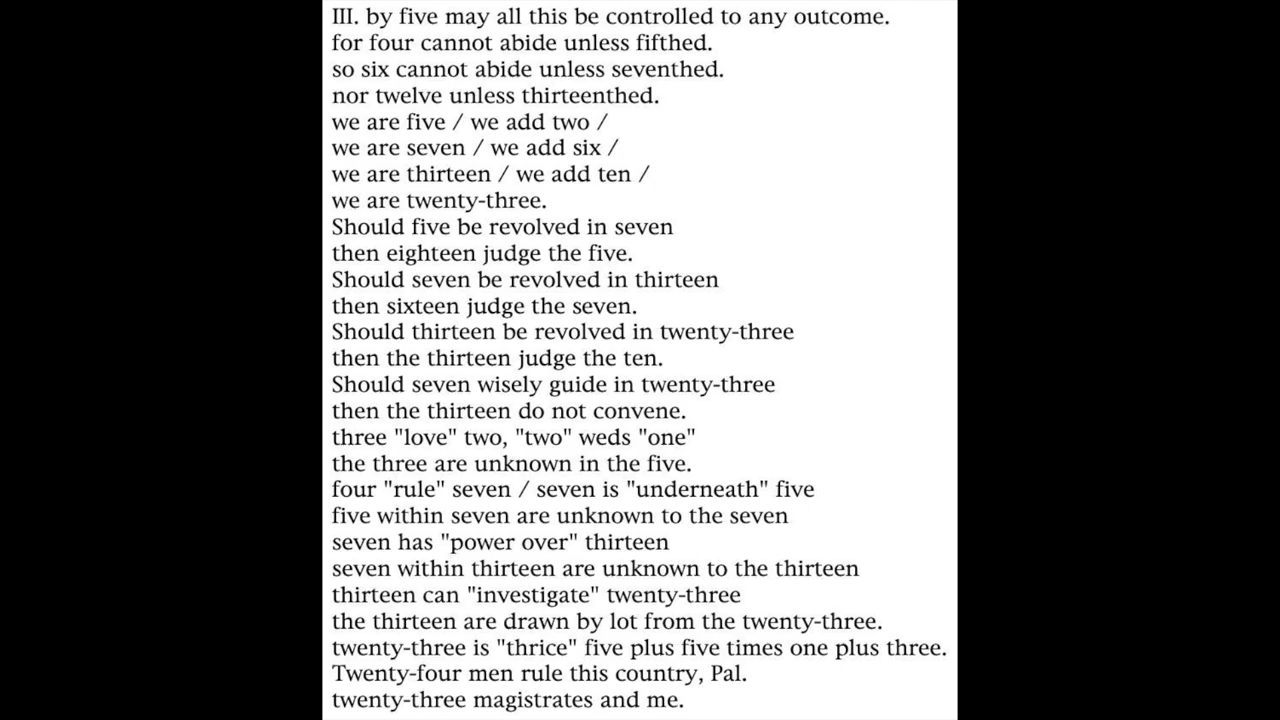 III. by five may all this be controlled to any outcome.
for four cannot abide unless fifthed.
so six cannot abide unless seventhed.
nor twelve unless thirteenthed.
we are five / we add two /
we are seven / we add six /
we are thirteen / we add ten /
we are twenty-three.
Should five be revolved in seven
then eighteen judge the five.
Should seven be revolved in thirteen
then sixteen judge the seven.
Should thirteen be revolved in twenty-three
then the thirteen judge the ten.
Should seven wisely guide in twenty-three
then the thirteen do not convene.
three "love" two, "two" weds "one"
the three are unknown in the five.
four "rule" seven / seven is "underneath" five
five within seven are unknown to the seven
seven has "power over" thirteen
seven within thirteen are unknown to the thirteen
thirteen can "investigate" twenty-three
the thirteen are drawn by lot from the twenty-three.
twenty-three is "thrice" five plus five times one plus three.
Twenty-four men rule this country, Pal.
twenty-three magistrates and me.